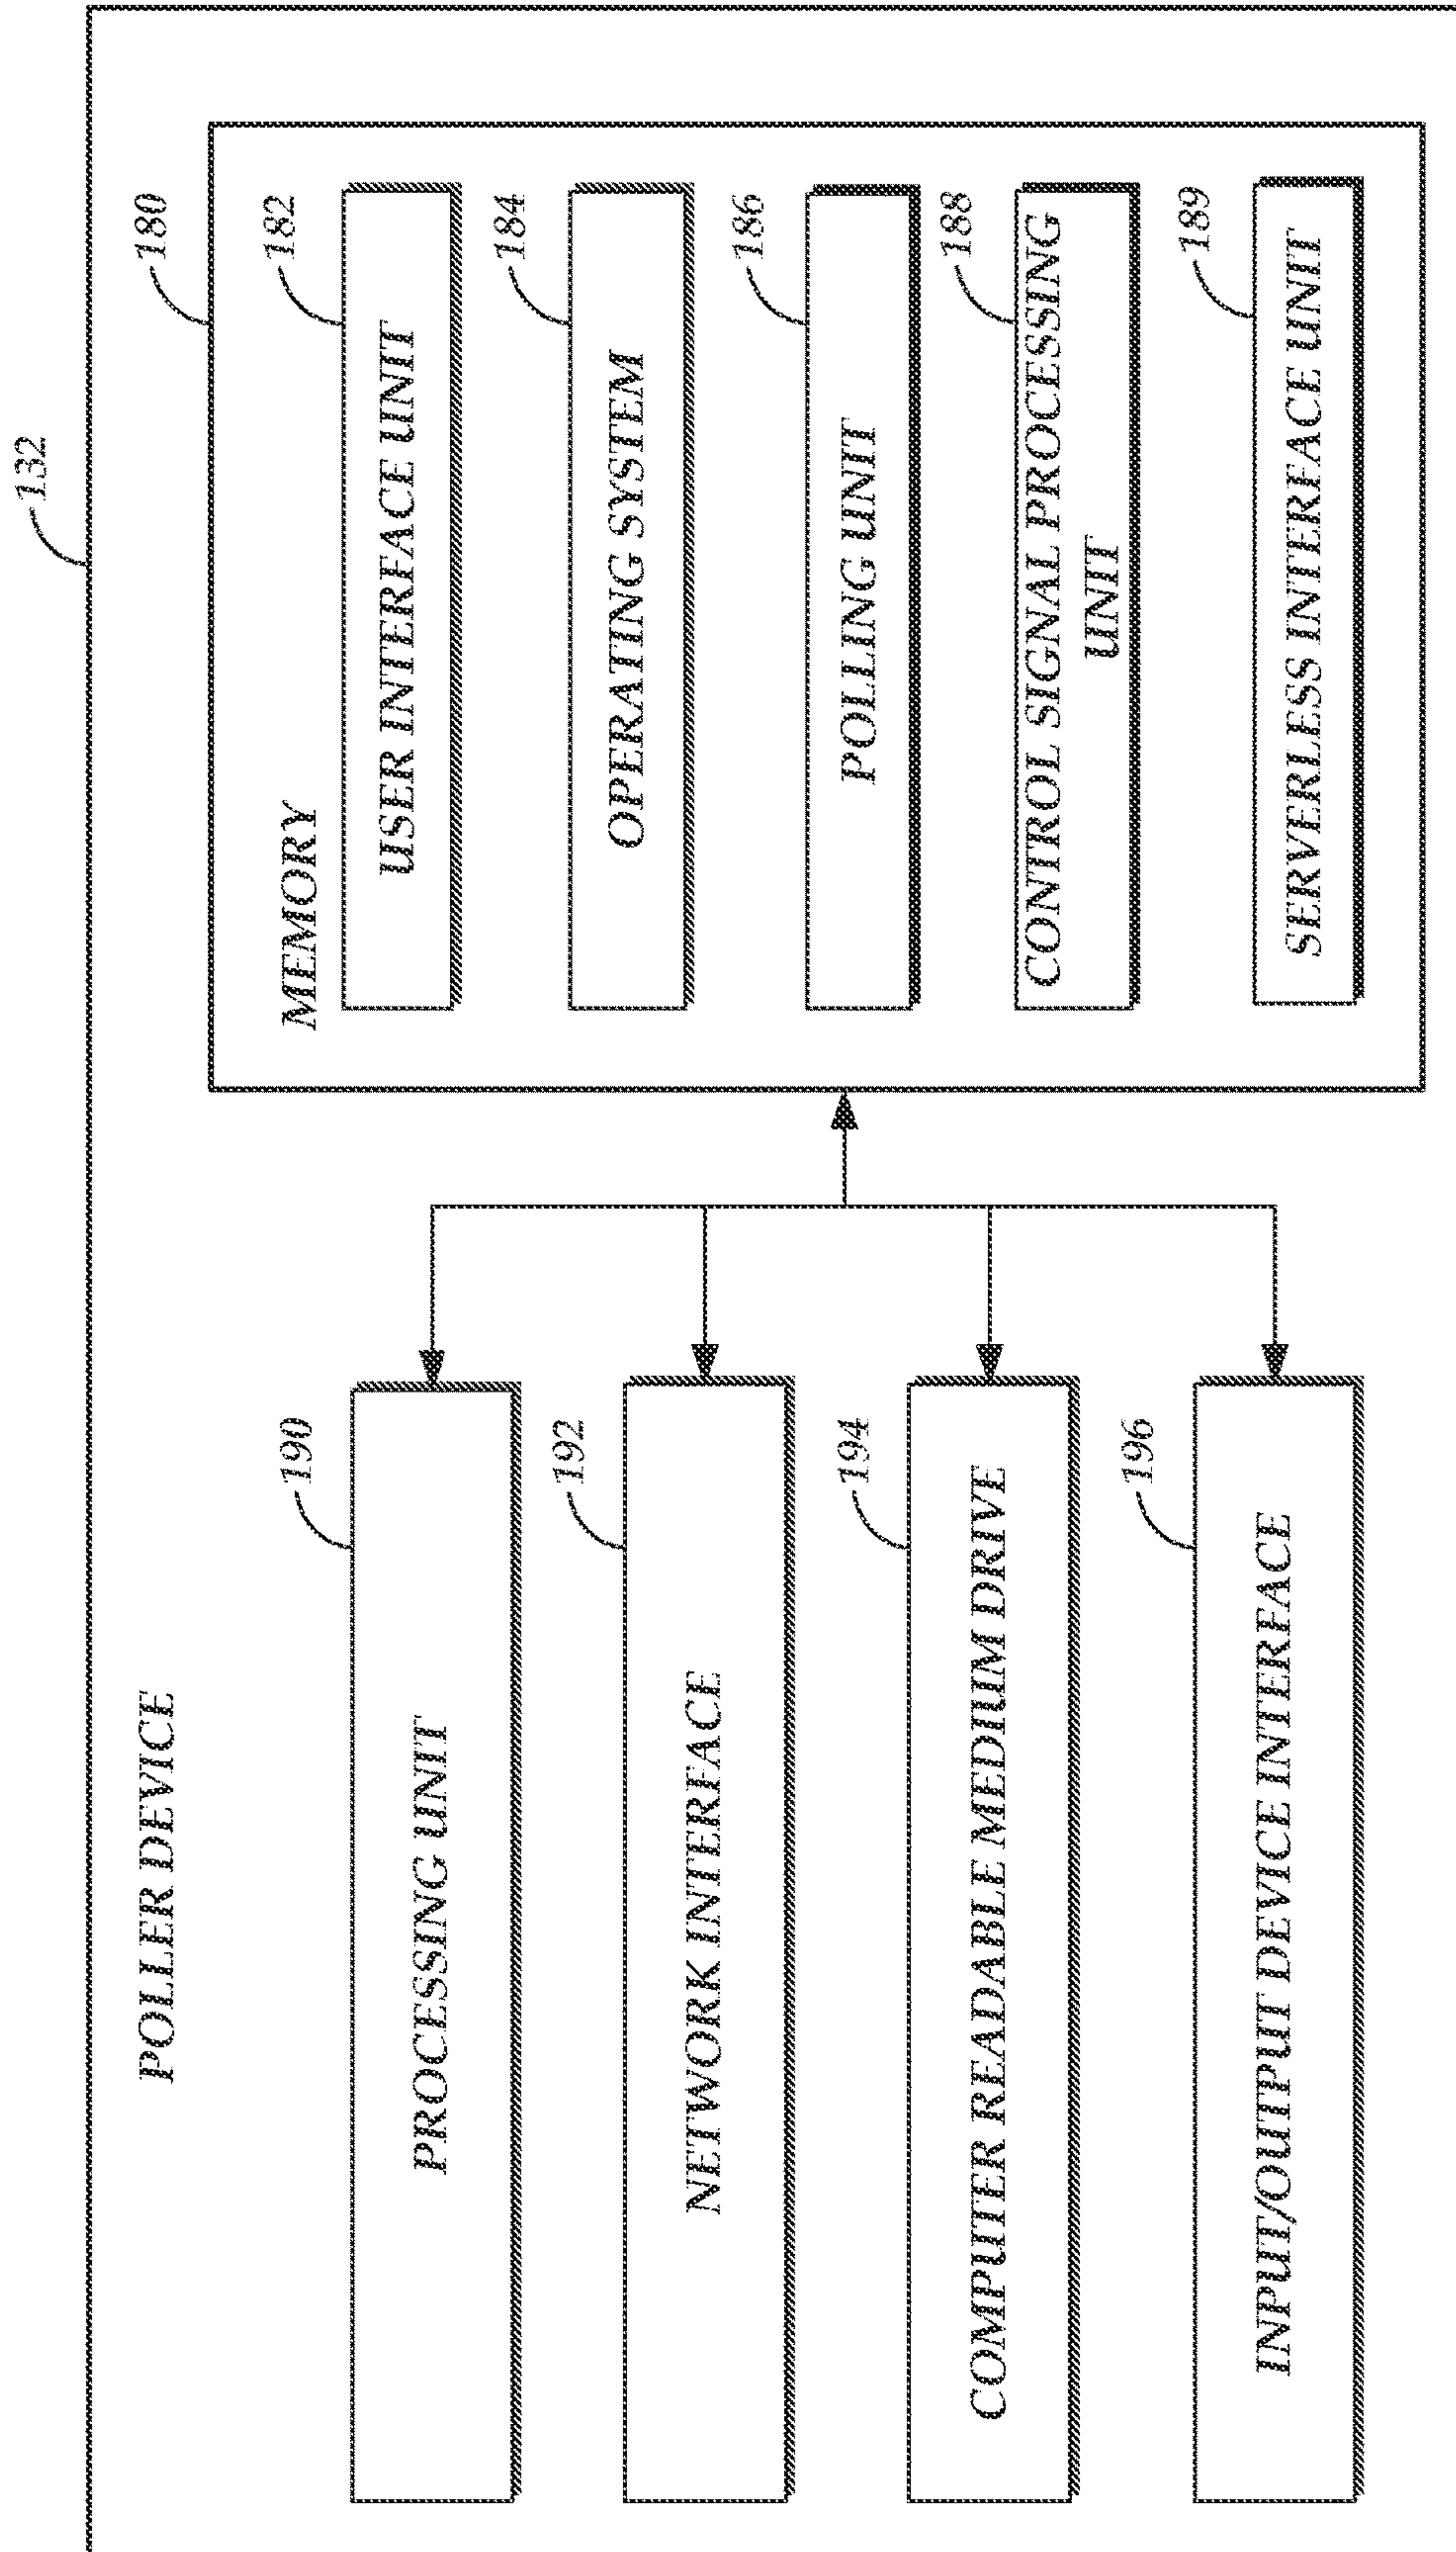 132
POLLER DEVICE
180
MEMORY
190
PROCESSING UNIT
182
USER INTERFACE UNIT
192
NETWORK INTERFACE
184
OPERATING SYSTEM
186
POLLING UNIT
194
COMPUTER READABLE MEDIUM DRIVE
188
CONTROL SIGNAL PROCESSING
UNIT
196
INPUT/OUTPUT DEVICE INTERFACE
189
SERVERLESS INTERFACE UNIT